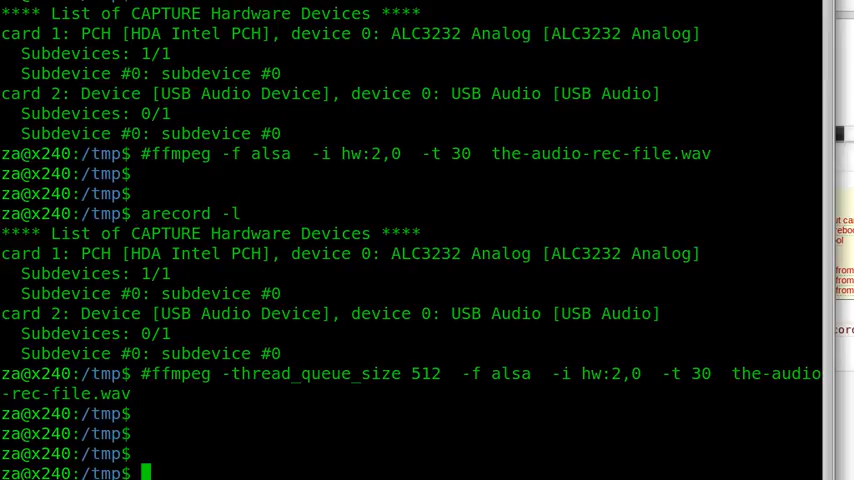 **** List of CAPTURE Hardware Devices ****
card 1: PCH [HDA Intel PCH], device 0: ALC3232 Analog [ALC3232 Analog]
  Subdevices: 1/1
  Subdevice #0: subdevice #0
card 2: Device [USB Audio Device], device 0: USB Audio [USB Audio]
  Subdevices: 0/1
  Subdevice #0: subdevice #0
za@x240:/tmp$ #ffmpeg -f alsa  -i hw:2,0  -t 30  the-audio-rec-file.wav
za@x240:/tmp$
za@x240:/tmp$
za@x240:/tmp$ arecord -l
**** List of CAPTURE Hardware Devices ****
card 1: PCH [HDA Intel PCH], device 0: ALC3232 Analog [ALC3232 Analog]
  Subdevices: 1/1
  Subdevice #0: subdevice #0
card 2: Device [USB Audio Device], device 0: USB Audio [USB Audio]
  Subdevices: 0/1
  Subdevice #0: subdevice #0
za@x240:/tmp$ #ffmpeg -thread_queue_size 512  -f alsa  -i hw:2,0  -t 30  the-audio
-rec-file.wav
za@x240:/tmp$
za@x240:/tmp$
za@x240:/tmp$
za@x240:/tmp$
from
from
from